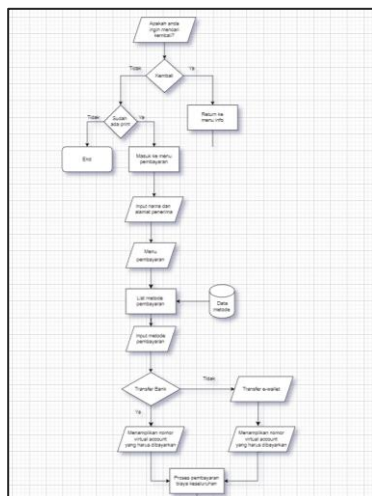 Apakah anda
ingin mencari
kembali?
Tidak
Ya
Kembali
Sudah
ada
Tidak
Ya
Return ke
menu info
End
Masuk ke menu
pembayaran
Input nama dan
alamat penerima
Menu
pembayaran
List metode
pembayaran
Data
metode
Input metode
pembayaran
Tidak
Transfer Bank
Transfer e-wallet
Ya
Menampilkan nomor
virtual account
yang harus dibayarkan
Menampilkan nomor
virtual account
yang harus dibayarkan
Proses pembayaran
biaya keseluruhan